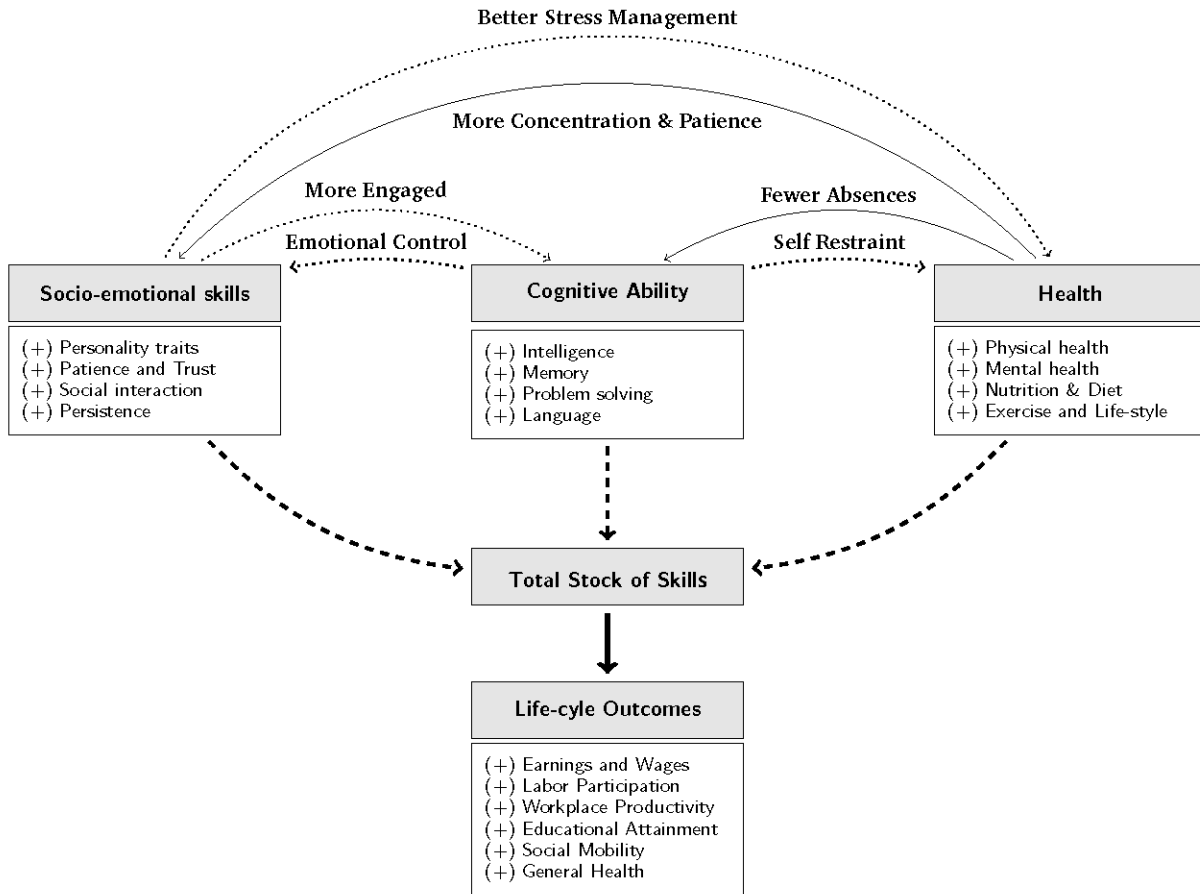 Better Stress Management
More Concentration & Patience
More Engaged
Fewer Absences
Emotional Control
Self Restraint
Socio-emotional skills
(+) Personality traits
(+) Patience and Trust
(+) Social interaction
(+) Persistence
Cognitive Ability
(+) Intelligence
(+) Memory
(+) Problem solving
(+) Language
Health
(+) Physical health
(+) Mental health
(+) Nutrition & Diet
(+) Exercise and Life-style
Total Stock of Skills
Life-cyle Outcomes
(+) Earnings and Wages
(+) Labor Participation
(+) Workplace Productivity
(+) Educational Attainment
(+) Social Mobility
(+) General Health